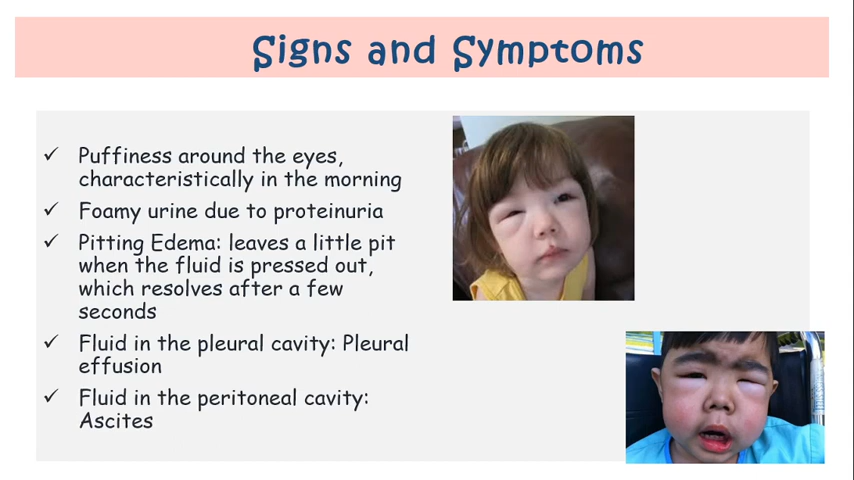 Signs and Symptoms
✓ Puffiness around the eyes,
characteristically in the morning
✓ Foamy urine due to proteinuria
✓ Pitting Edema: leaves a little pit
when the fluid is pressed out,
which resolves after a few
seconds
✓ Fluid in the pleural cavity: Pleural
effusion
✓ Fluid in the peritoneal cavity:
Ascites